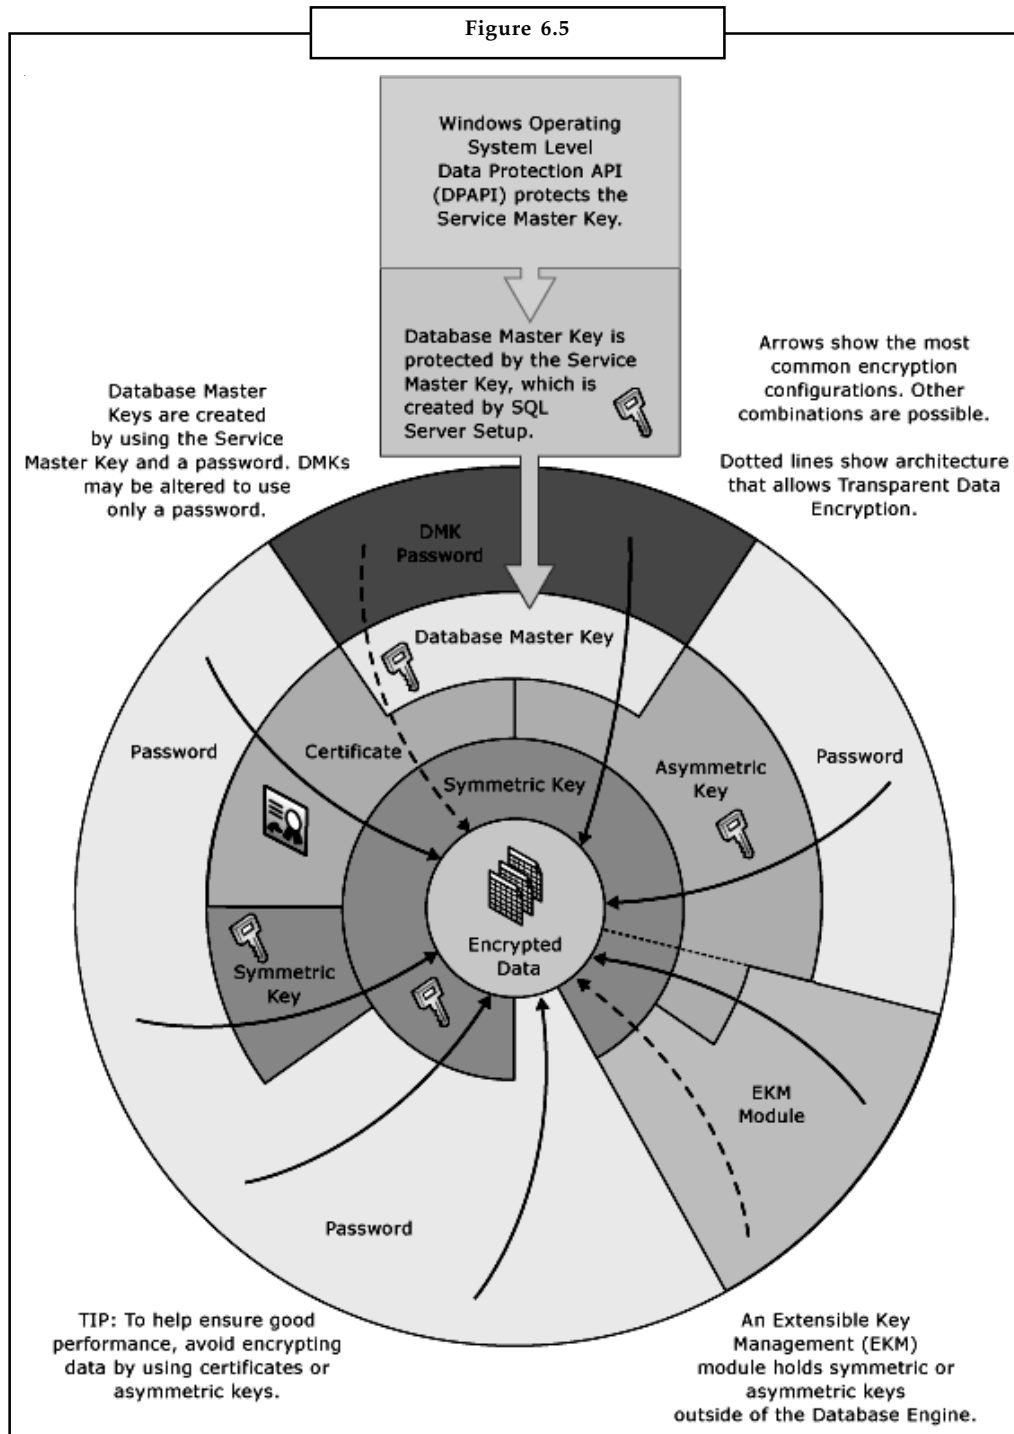 Figure 6.5
Windows Operating
System Level
Data Protection API
(DPAPI) protects the
Service Master Key.
Database Master Key is
protected by the Service
Master Key, which is
created by SQL
Server Setup.
Arrows show the most
common encryption
configurations. Other
combinations are possible.
Dotted lines show architecture
that allows Transparent Data
Encryption.
Database Master
Keys are created
by using the Service
Master Key and a password. DMKs
may be altered to use
only a password.
DMK
Password
Database Master Key
Password
Certificate
Symmetric Key
Asymmetric
Key
Password
Encrypted
Data
Symmetric
Key
EKM
Module
Password
TIP: To help ensure good
performance, avoid encrypting
data by using certificates or
asymmetric keys.
An Extensible Key
Management (EKM)
module holds symmetric or
asymmetric keys
outside of the Database Engine.